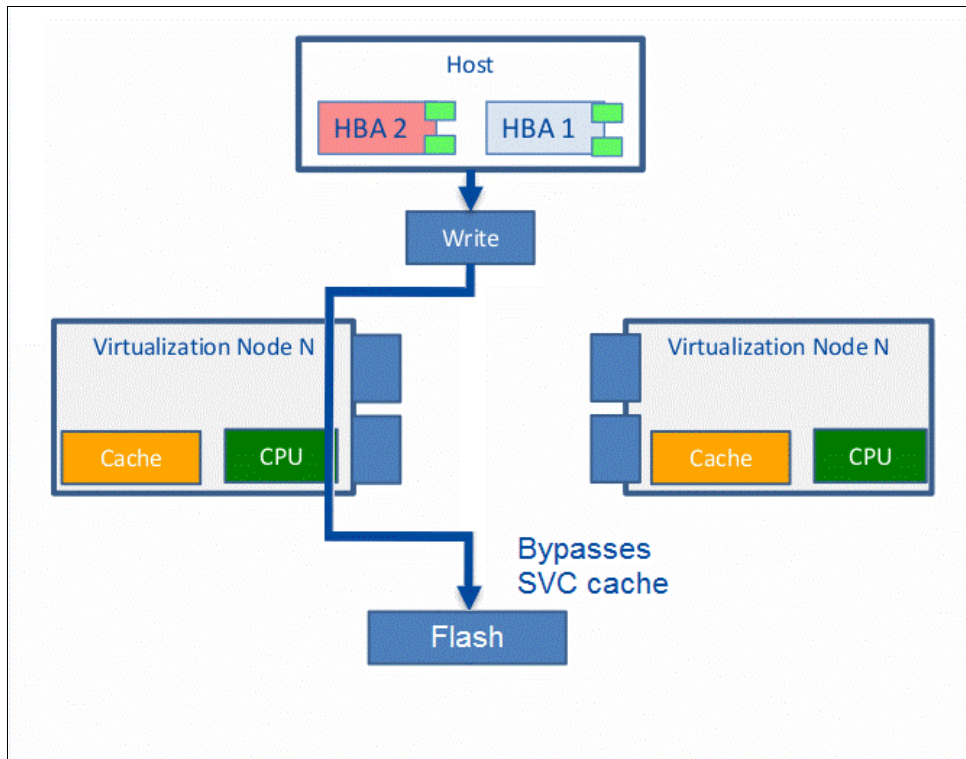 Host
HBA 2
HBA 1
Write
Virtualization Node N
Virtualization Node N
Cache
CPU
Cache
CPU
Bypasses
SVC cache
Flash